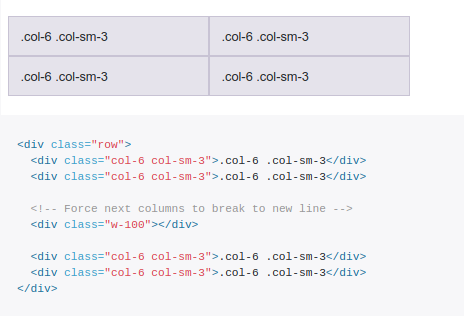 .col-6 .col-sm-3 .col-6 .col-sm-3
.col-6 .col-sm-3 .col-6 .col-sm-3
<div class="row">
  <div class="col-6 col-sm-3">.col-6 .col-sm-3</div>
  <div class="col-6 col-sm-3">.col-6 .col-sm-3</div>
  <!-- Force next columns to break to new line -->
  <div class="w-100"></div>
  <div class="col-6 col-sm-3">.col-6 .col-sm-3</div>
  <div class="col-6 col-sm-3">.col-6 .col-sm-3</div>
</div>